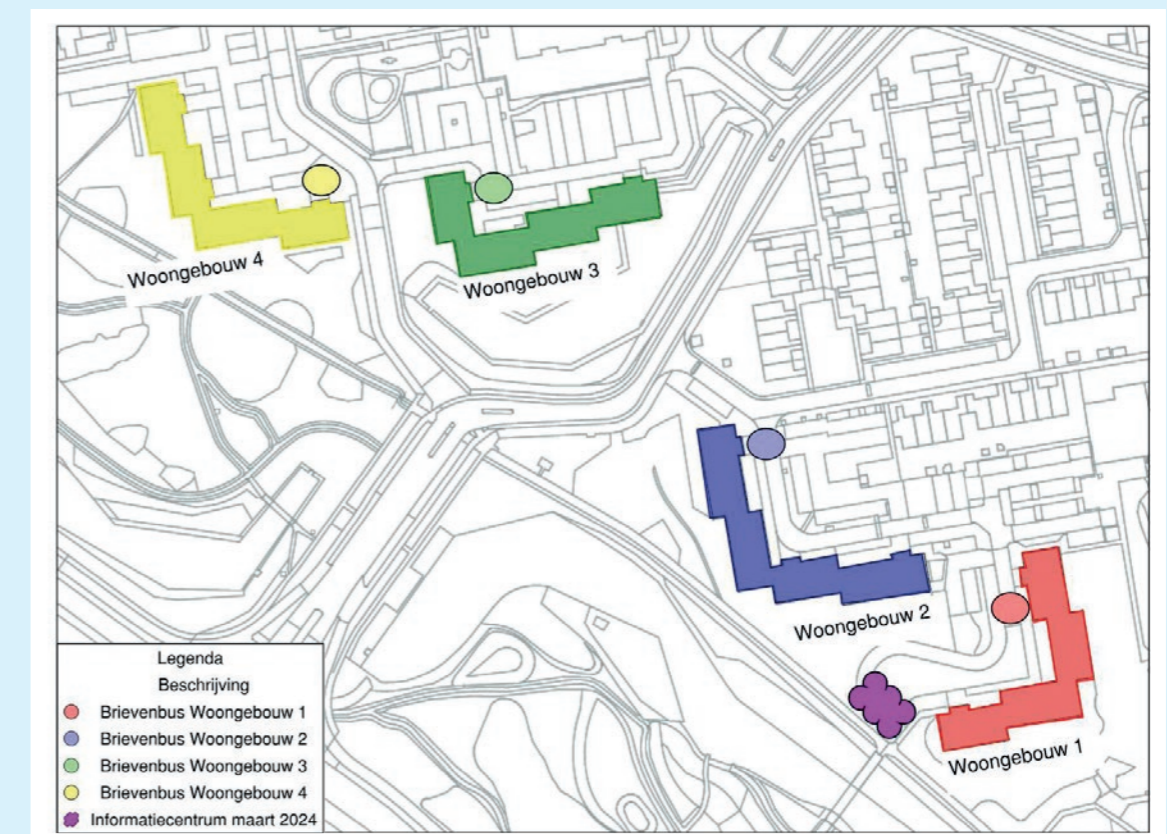 Woongebouw 4
Woongebouw 3
Woongebouw 2
Woongebouw 1
Legenda
Beschrijving
Brievenbus Woongebouw 1
Brievenbus Woongebouw 2
Brievenbus Woongebouw 3
Brievenbus Woongebouw 4
Informatiecentrum maart 2024